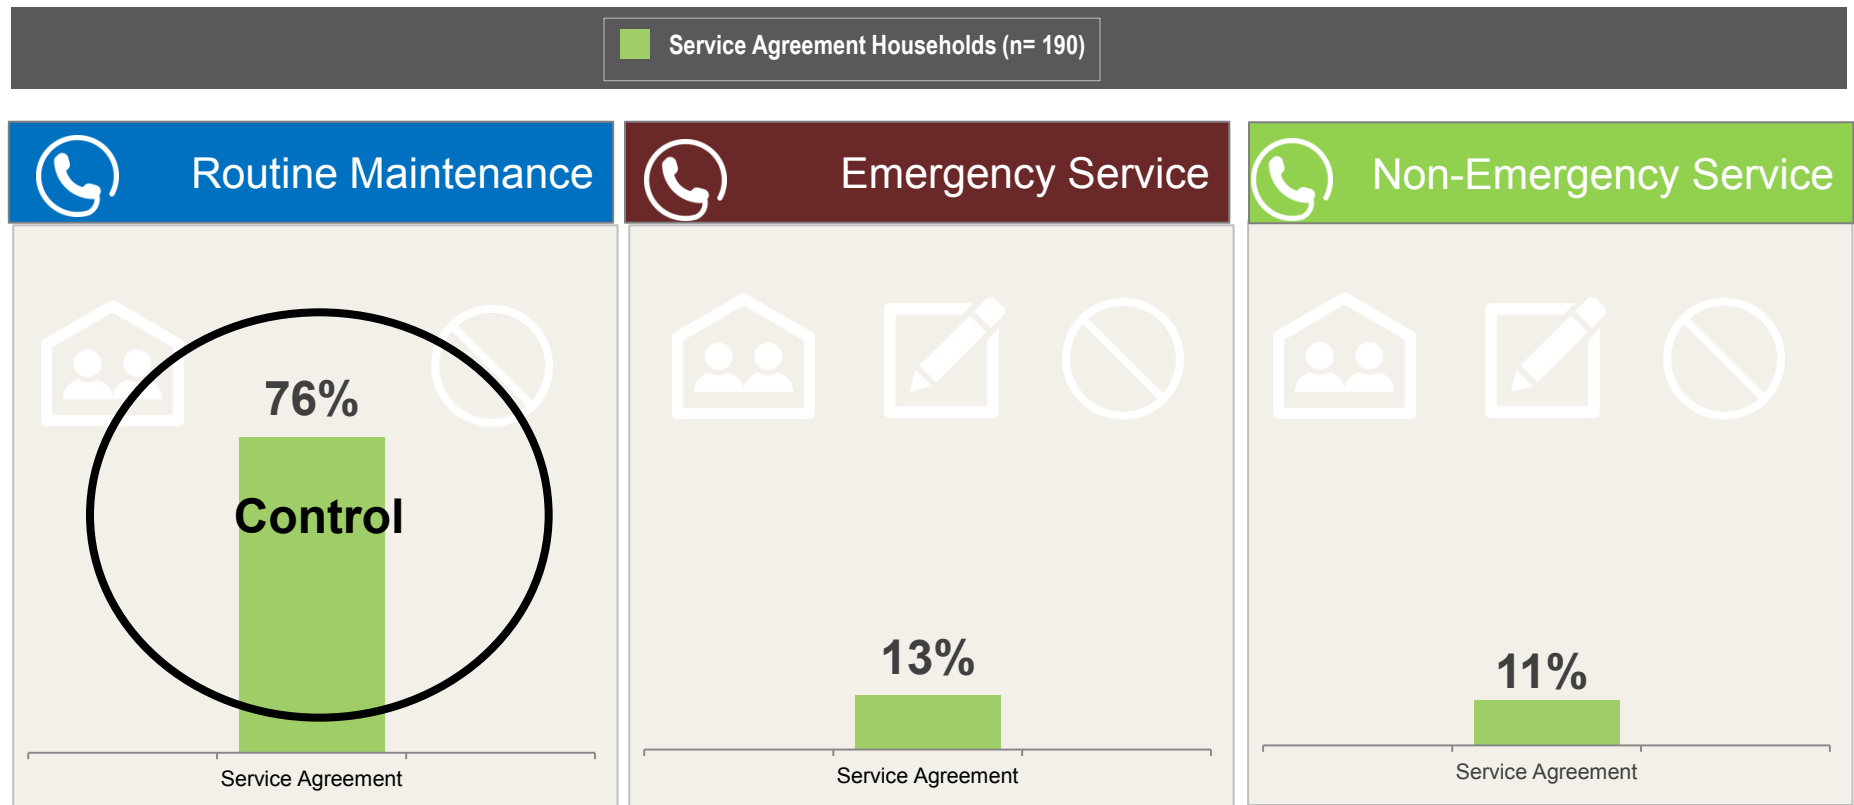 Service Agreement Households (n= 190)
Routine Maintenance
Emergency Service
Non-Emergency Service
76%
Control
Service Agreement
13%
Service Agreement
11%
Service Agreement